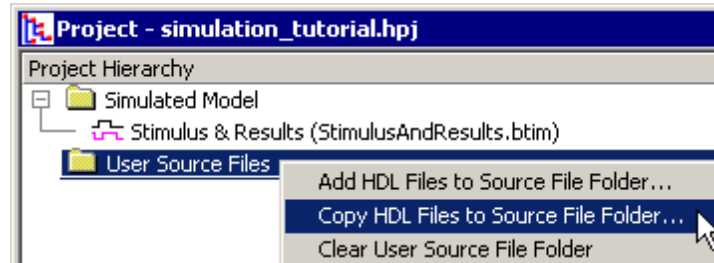 Project - simulation_tutorial.hpj
Project Hierarchy
Simulated Model
Stimulus & Results (StimulusAndResults.btim)
User Source Files
Add HDL Files to Source File Folder...
Copy HDL Files to Source File Folder...
Clear User Source File Folder